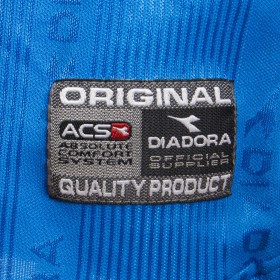 ORIGINAL
ACS
ABSOLUTE
COMFORT
SYSTEM
DIADORA
OFFICIAL
SUPPLIER
QUALITY PRODUCT